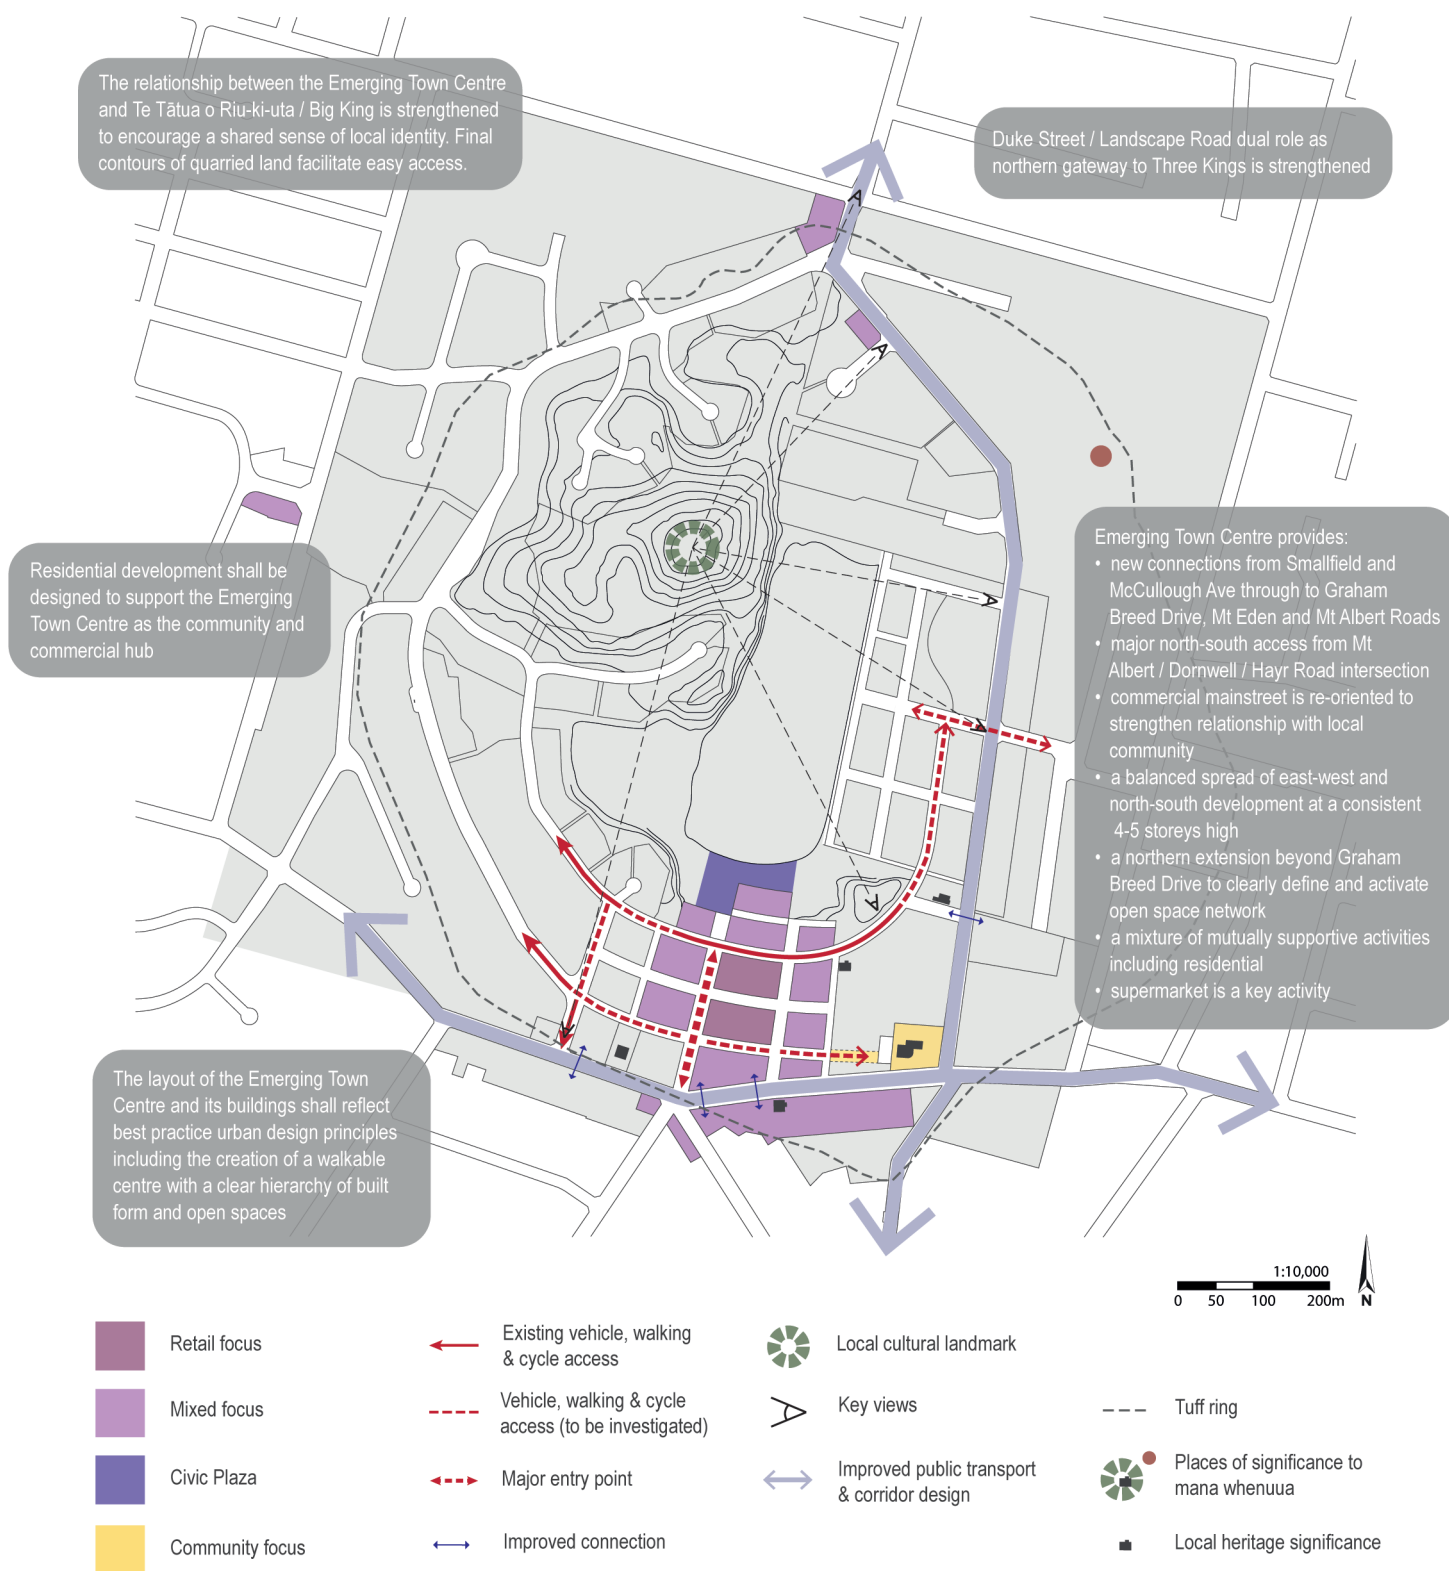 The relationship between the Emerging Town Centre
and Te Tātua o Riu-ki-uta / Big King is strengthened
to encourage a shared sense of local identity. Final
contours of quarried land facilitate easy access.
Duke Street / Landscape Road dual role as
northern gateway to Three Kings is strengthened
Residential development shall be
designed to support the Emerging
Town Centre as the community and
commercial hub
Emerging Town Centre provides:
• new connections from Smallfield and
McCullough Ave through to Graham
Breed Drive, Mt Eden and Mt Albert Roads
• major north-south access from Mt
Albert / Dornwell / Hayr Road intersection
• commercial mainstreet is re-oriented to
strengthen relationship with local
community
• a balanced spread of east-west and
north-south development at a consistent
4-5 storeys high
• a northern extension beyond Graham
Breed Drive to clearly define and activate
open space network
• a mixture of mutually supportive activities
including residential
• supermarket is a key activity
The layout of the Emerging Town
Centre and its buildings shall reflect
best practice urban design principles
including the creation of a walkable
centre with a clear hierarchy of built
form and open spaces
1:10,000
0 50 100 200m N
Retail focus
Mixed focus
Civic Plaza
Community focus
Existing vehicle, walking
& cycle access
Vehicle, walking & cycle
access (to be investigated)
Major entry point
Improved connection
Local cultural landmark
Key views
Improved public transport
& corridor design
Tuff ring
Places of significance to
mana whenuua
Local heritage significance